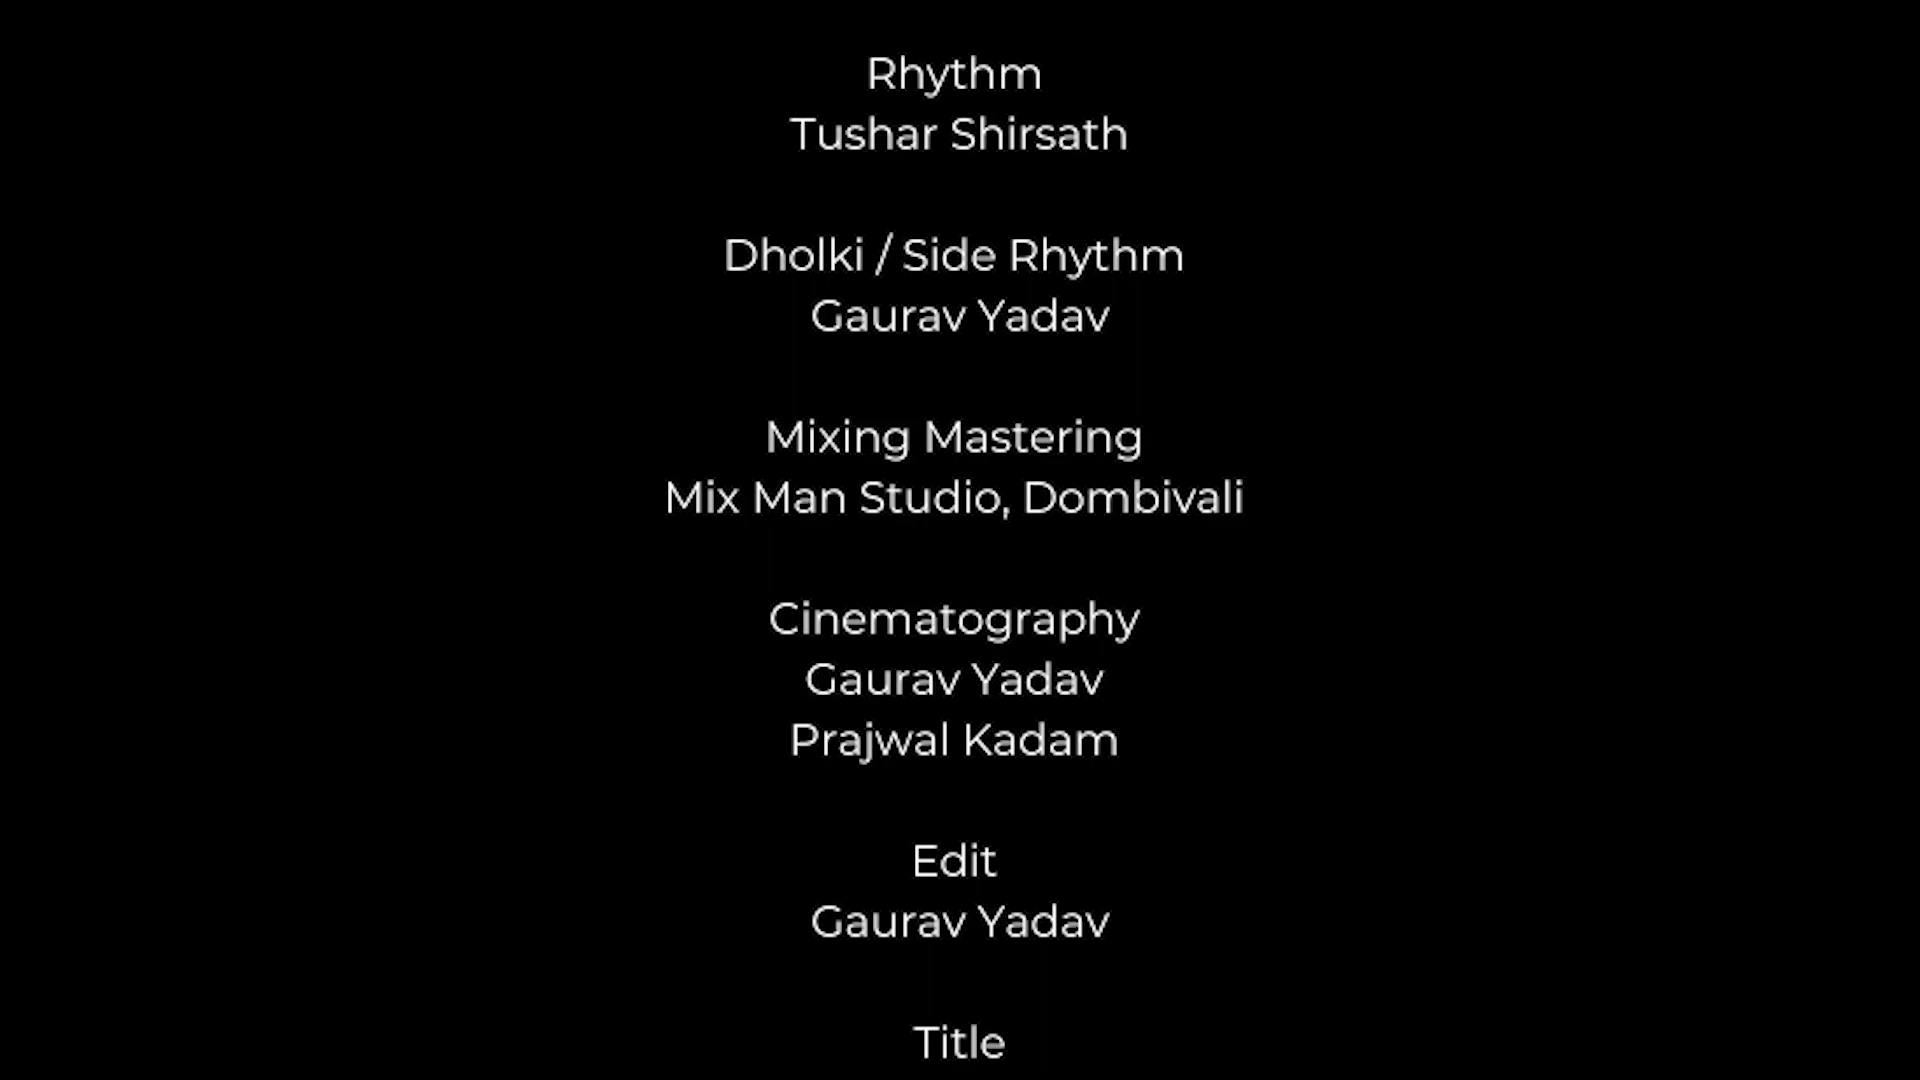 Rhythm
Tushar Shirsath
Dholki / Side Rhythm
Gaurav Yadav
Mixing Mastering
Mix Man Studio, Dombivali
Cinematography
Gaurav Yadav
Prajwal Kadam
Edit
Gaurav Yadav
Title